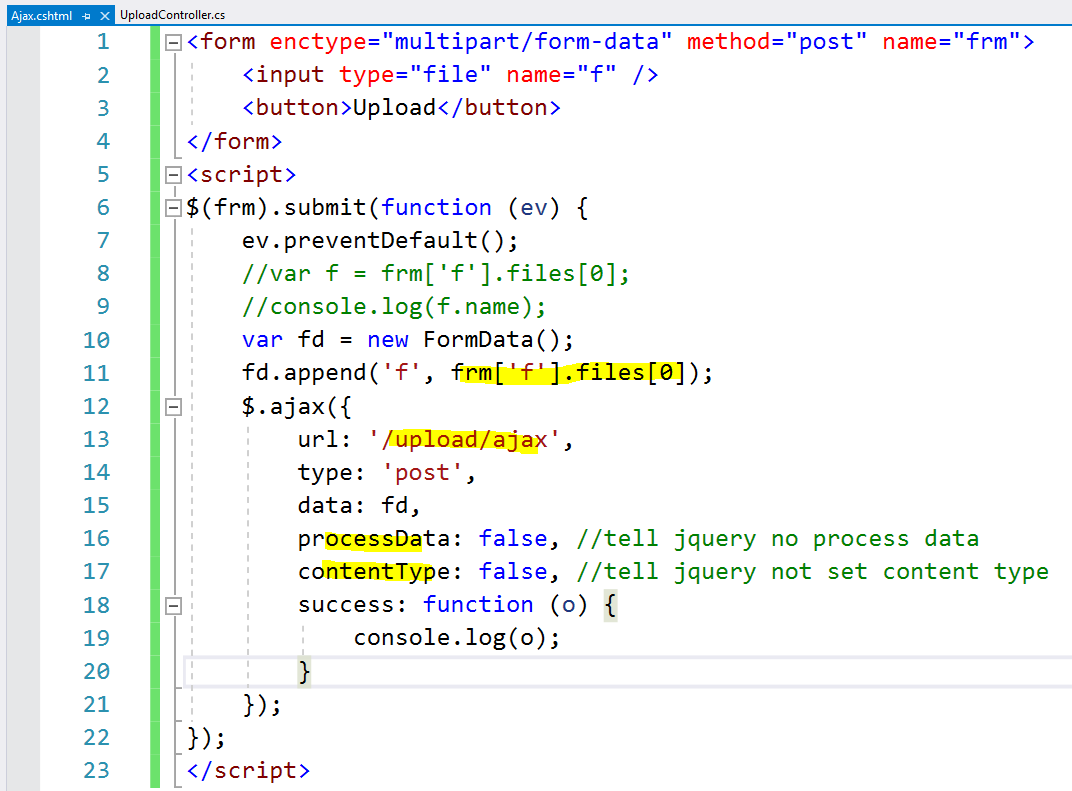 Ajax.cshtml UploadController.cs
1 <form enctype="multipart/form-data" method="post" name="frm">
2     <input type="file" name="f" />
3     <button>Upload</button>
4 </form>
5 <script>
6 $(frm).submit(function (ev) {
7     ev.preventDefault();
8     //var f = frm['f'].files[0];
9     //console.log(f.name);
10     var fd = new FormData();
11     fd.append('f', frm['f'].files[0]);
12     $.ajax({
13         url: '/upload/ajax',
14         type: 'post',
15         data: fd,
16         processData: false, //tell jquery no process data
17         contentType: false, //tell jquery not set content type
18         success: function (o) {
19             console.log(o);
20         }
21     });
22 });
23 </script>